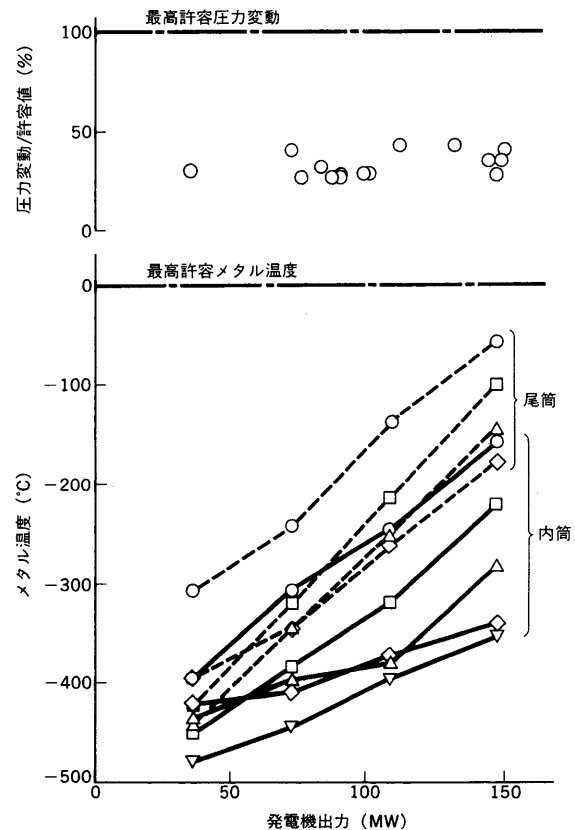 最高許容圧力変動
圧力変動/許容値 (%)
100
50
0
最高許容メタル温度
メタル温度 (℃)
0
−100
−200
−300
−400
−500
尾筒
内筒
0
50
100
150
発電機出力 (MW)